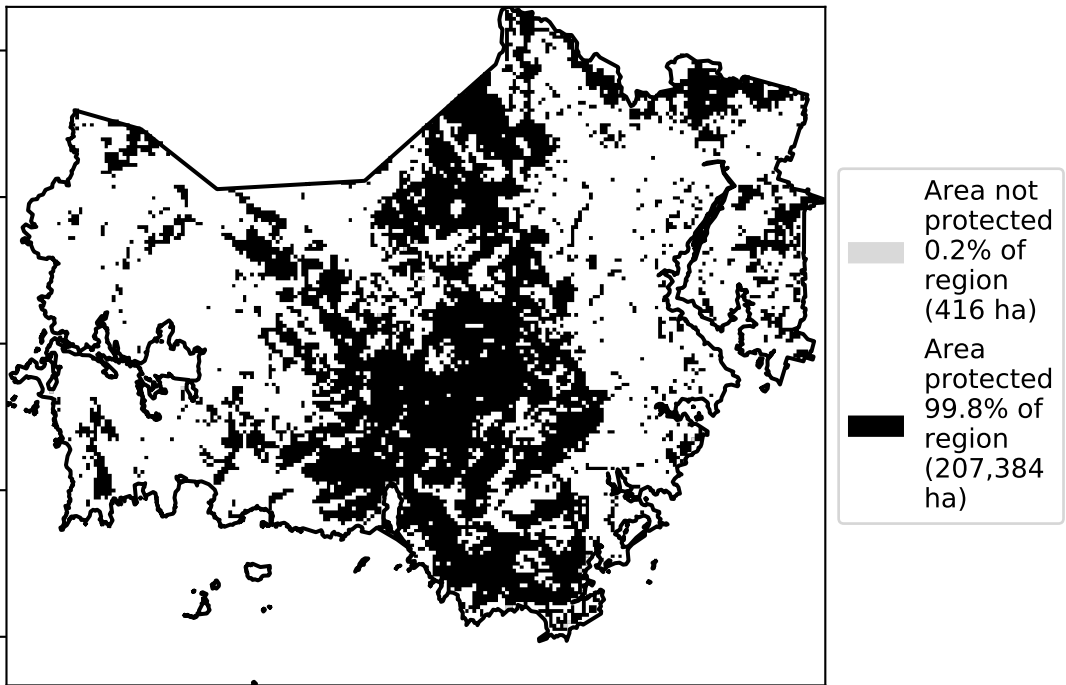 Area not
protected
0.2% of
region
(416 ha)
Area
protected
99.8% of
region
(207,384
ha)